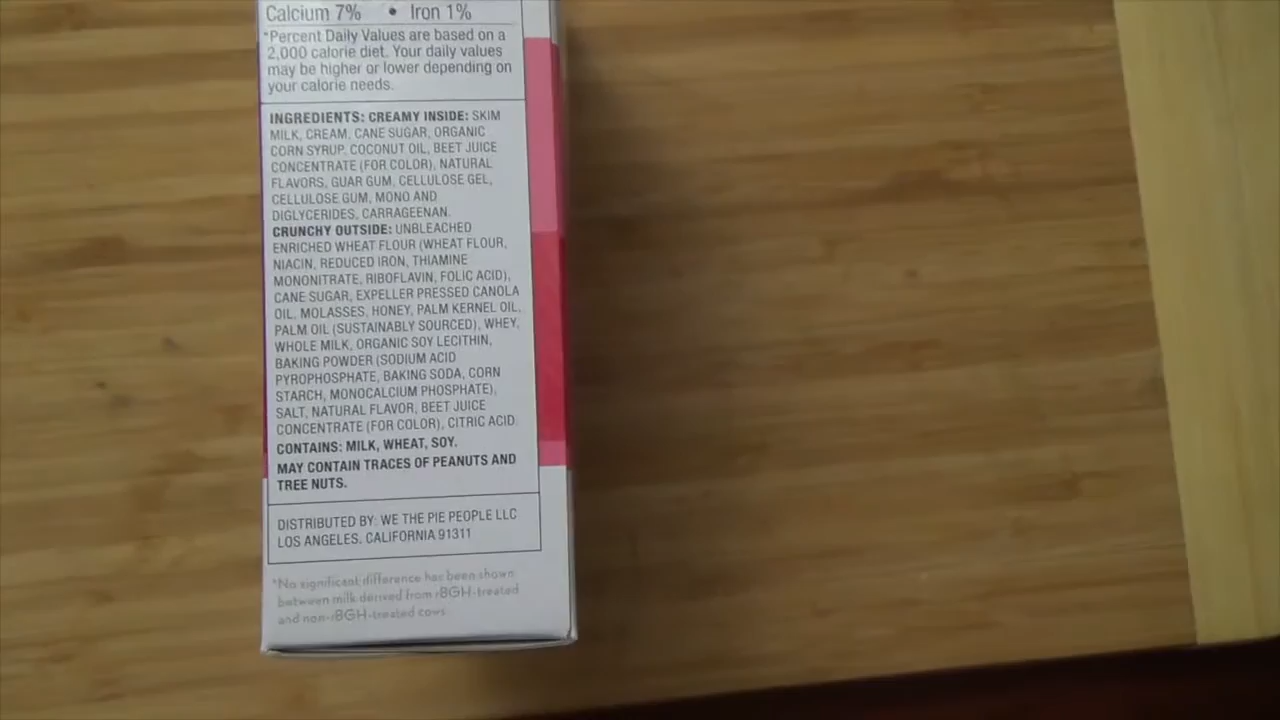 Calcium 7% • Iron 1%
*Percent Daily Values are based on a
2,000 calorie diet. Your daily values
may be higher or lower depending on
your calorie needs.
INGREDIENTS: CREAMY INSIDE: SKIM
MILK, CREAM, CANE SUGAR, ORGANIC
CORN SYRUP, COCONUT OIL, BEET JUICE
CONCENTRATE (FOR COLOR), NATURAL
FLAVORS, GUAR GUM, CELLULOSE GEL,
CELLULOSE GUM, MONO AND
DIGLYCERIDES, CARRAGEENAN.
CRUNCHY OUTSIDE: UNBLEACHED
ENRICHED WHEAT FLOUR (WHEAT FLOUR,
NIACIN, REDUCED IRON, THIAMINE
MONONITRATE, RIBOFLAVIN, FOLIC ACID),
CANE SUGAR, EXPELLER PRESSED CANOLA
OIL, MOLASSES, HONEY, PALM KERNEL OIL,
PALM OIL (SUSTAINABLY SOURCED), WHEY,
WHOLE MILK, ORGANIC SOY LECITHIN,
BAKING POWDER (SODIUM ACID
PYROPHOSPHATE, BAKING SODA, CORN
STARCH, MONOCALCIUM PHOSPHATE),
SALT, NATURAL FLAVOR, BEET JUICE
CONCENTRATE (FOR COLOR), CITRIC ACID.
CONTAINS: MILK, WHEAT, SOY.
MAY CONTAIN TRACES OF PEANUTS AND
TREE NUTS.
DISTRIBUTED BY: WE THE PIE PEOPLE LLC
LOS ANGELES, CALIFORNIA 91311
*No significant difference has been shown
between milk derived from rBGH-treated
and non-rBGH-treated cows.